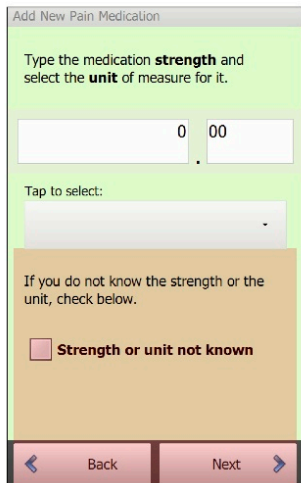 Add New Pain Medication
Type the medication strength and
select the unit of measure for it.
0 . 00
Tap to select:
If you do not know the strength or the
unit, check below.
Strength or unit not known
Back Next